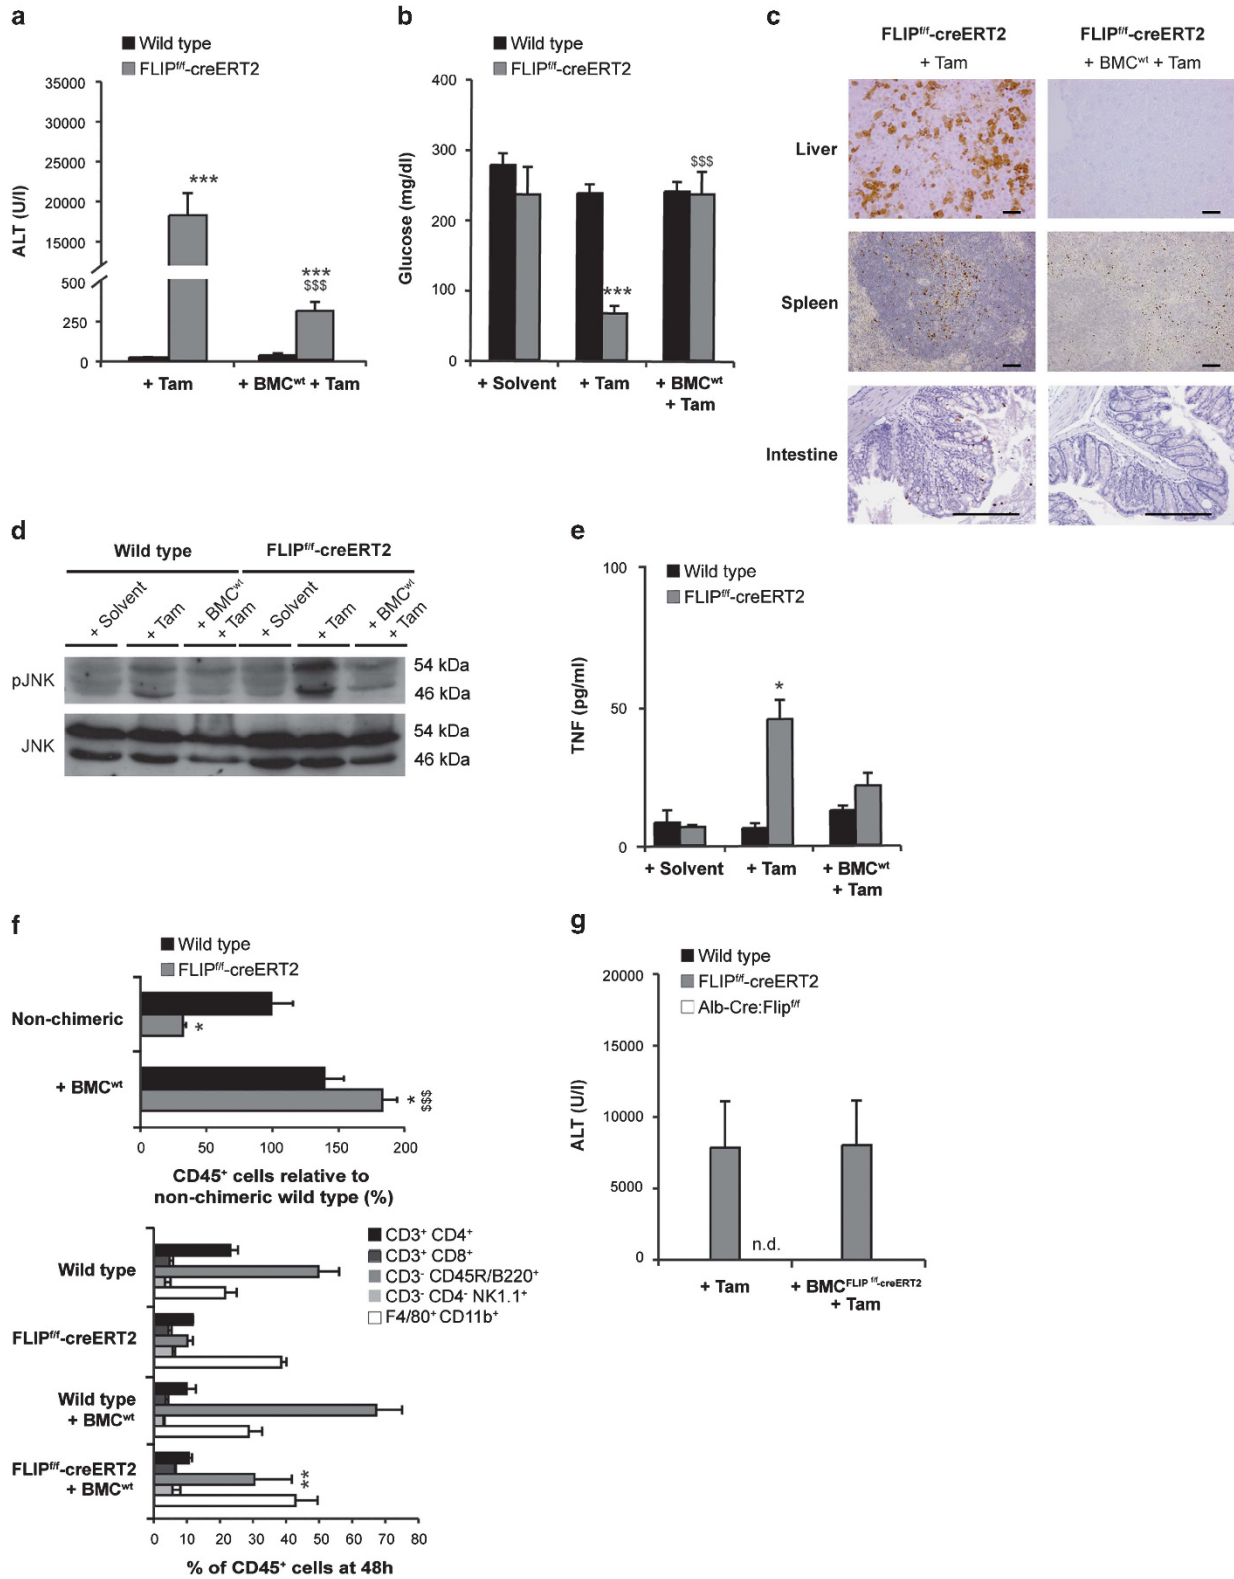 a
Wild type
FLIPf/f-creERT2
ALT (U/l)
35000
30000
25000
20000
15000
500
250
0
***
***
$$$
+ Tam
+ BMCwt + Tam
b
Wild type
FLIPf/f-creERT2
Glucose (mg/dl)
400
300
200
100
0
***
$$$
+ Solvent
+ Tam
+ BMCwt
+ Tam
c
FLIPf/f-creERT2
+ Tam
FLIPf/f-creERT2
+ BMCwt + Tam
Liver
Spleen
Intestine
d
Wild type
FLIPf/f-creERT2
+ Solvent
+ Tam
+ BMCwt
+ Tam
+ Solvent
+ Tam
+ BMCwt
+ Tam
pJNK
54 kDa
46 kDa
JNK
54 kDa
46 kDa
e
Wild type
FLIPf/f-creERT2
TNF (pg/ml)
100
50
0
*
+ Solvent
+ Tam
+ BMCwt
+ Tam
f
Wild type
FLIPf/f-creERT2
Non-chimeric
*
+ BMCwt
* $$$
0 50 100 150 200
CD45+ cells relative to
non-chimeric wild type (%)
CD3+ CD4+
CD3+ CD8+
CD3- CD45R/B220+
CD3- CD4- NK1.1+
F4/80+ CD11b+
Wild type
FLIPf/f-creERT2
Wild type
+ BMCwt
FLIPf/f-creERT2
+ BMCwt
**
0 10 20 30 40 50 60 70 80
% of CD45+ cells at 48h
g
Wild type
FLIPf/f-creERT2
Alb-Cre:Flipf/f
ALT (U/l)
20000
15000
10000
5000
0
n.d.
+ Tam
+ BMCFLIP f/f-creERT2
+ Tam